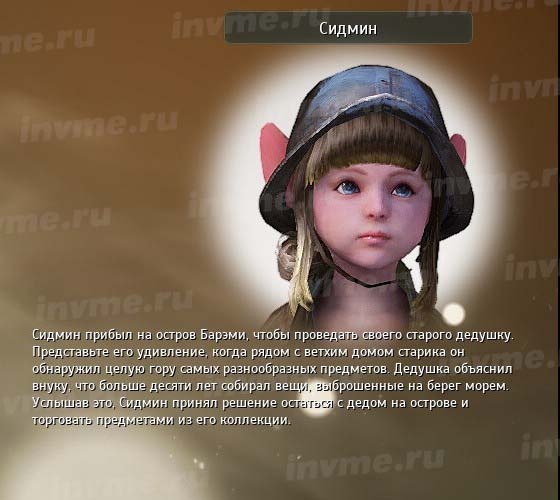 invme.ru
Сидмин
Сидмин прибыл на остров Барэми, чтобы проведать своего старого дедушку.
Представьте его удивление, когда рядом с ветхим домом старика он
обнаружил целую гору самых разнообразных предметов. Дедушка объяснил
внуку, что больше десяти лет собирал вещи, выброшенные на берег морем.
Услышав это, Сидмин принял решение остаться с дедом на острове и
торговать предметами из его коллекции.
invme.ru